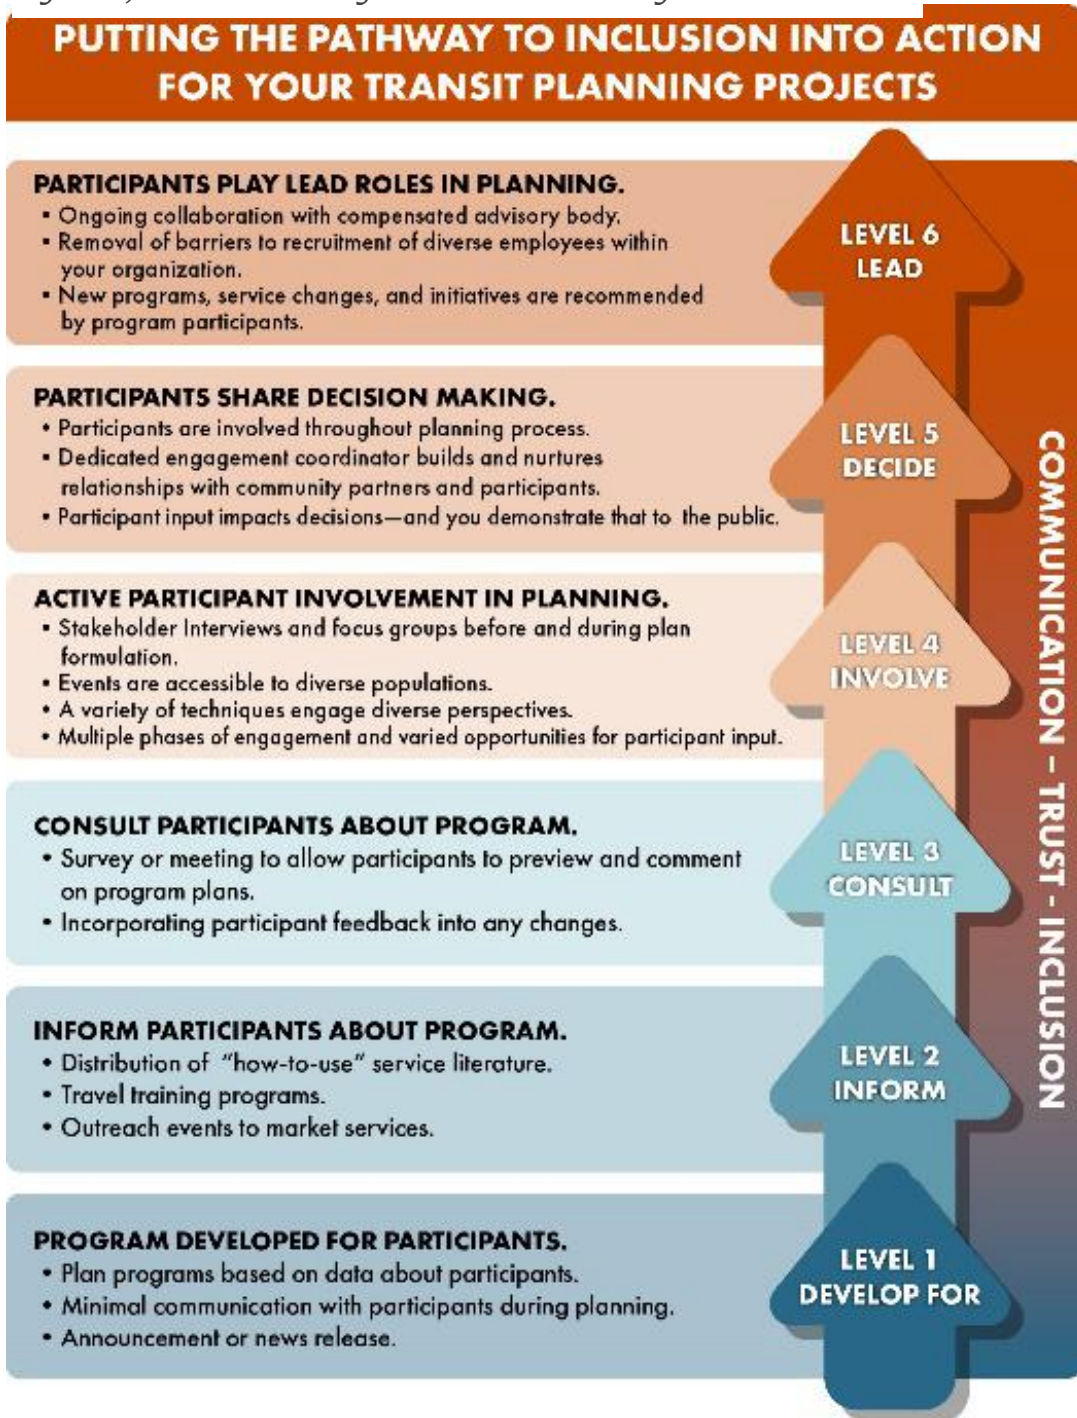 PUTTING THE PATHWAY TO INCLUSION INTO ACTION
FOR YOUR TRANSIT PLANNING PROJECTS
PARTICIPANTS PLAY LEAD ROLES IN PLANNING.
▪ Ongoing collaboration with compensated advisory body.
▪ Removal of barriers to recruitment of diverse employees within
your organization.
▪ New programs, service changes, and initiatives are recommended
by program participants.
LEVEL 6
LEAD
PARTICIPANTS SHARE DECISION MAKING.
• Participants are involved throughout planning process.
▪ Dedicated engagement coordinator builds and nurtures
relationships with community partners and participants.
• Participant input impacts decisions—and you demonstrate that to the public.
LEVEL 5
DECIDE
ACTIVE PARTICIPANT INVOLVEMENT IN PLANNING.
▪ Stakeholder Interviews and focus groups before and during plan
formulation.
• Events are accessible to diverse populations.
• A variety of techniques engage diverse perspectives.
• Multiple phases of engagement and varied opportunities for participant input.
LEVEL 4
INVOLVE
CONSULT PARTICIPANTS ABOUT PROGRAM.
• Survey or meeting to allow participants to preview and comment
on program plans.
• Incorporating participant feedback into any changes.
LEVEL 3
CONSULT
INFORM PARTICIPANTS ABOUT PROGRAM.
• Distribution of “how-to-use” service literature.
• Travel training programs.
• Outreach events to market services.
LEVEL 2
INFORM
PROGRAM DEVELOPED FOR PARTICIPANTS.
• Plan programs based on data about participants.
• Minimal communication with participants during planning.
• Announcement or news release.
LEVEL 1
DEVELOP FOR
COMMUNICATION – TRUST - INCLUSION